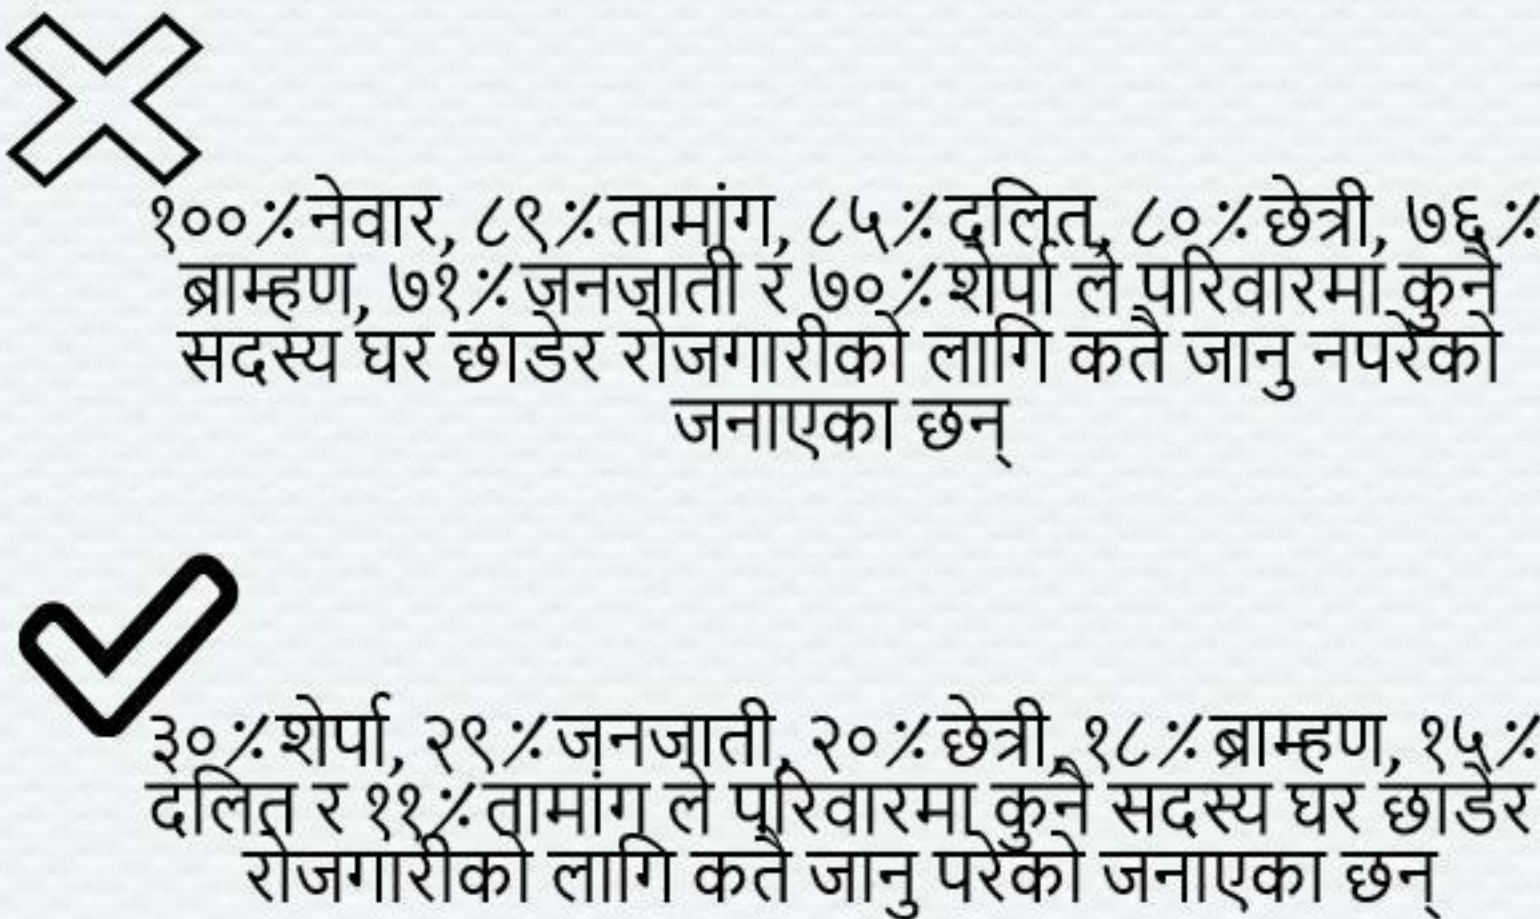 १००٪नेवार, ८९٪तामांग, ८५٪दलित, ८०٪छेत्री, ७६٪
ब्राम्हण, ७१٪जनजाती र ७०٪शेर्पा ले परिवारमा कुनै
सदस्य घर छाडेर रोजगारीको लागि कतै जानु नपरेको
जनाएका छन्
३०٪शेर्पा, २९٪जनजाती, २०٪छेत्री, १८٪ब्राम्हण, १५٪
दलित र ११٪तामांग ले परिवारमा कुनै सदस्य घर छाडेर
रोजगारीको लागि कतै जानु परेको जनाएका छन्